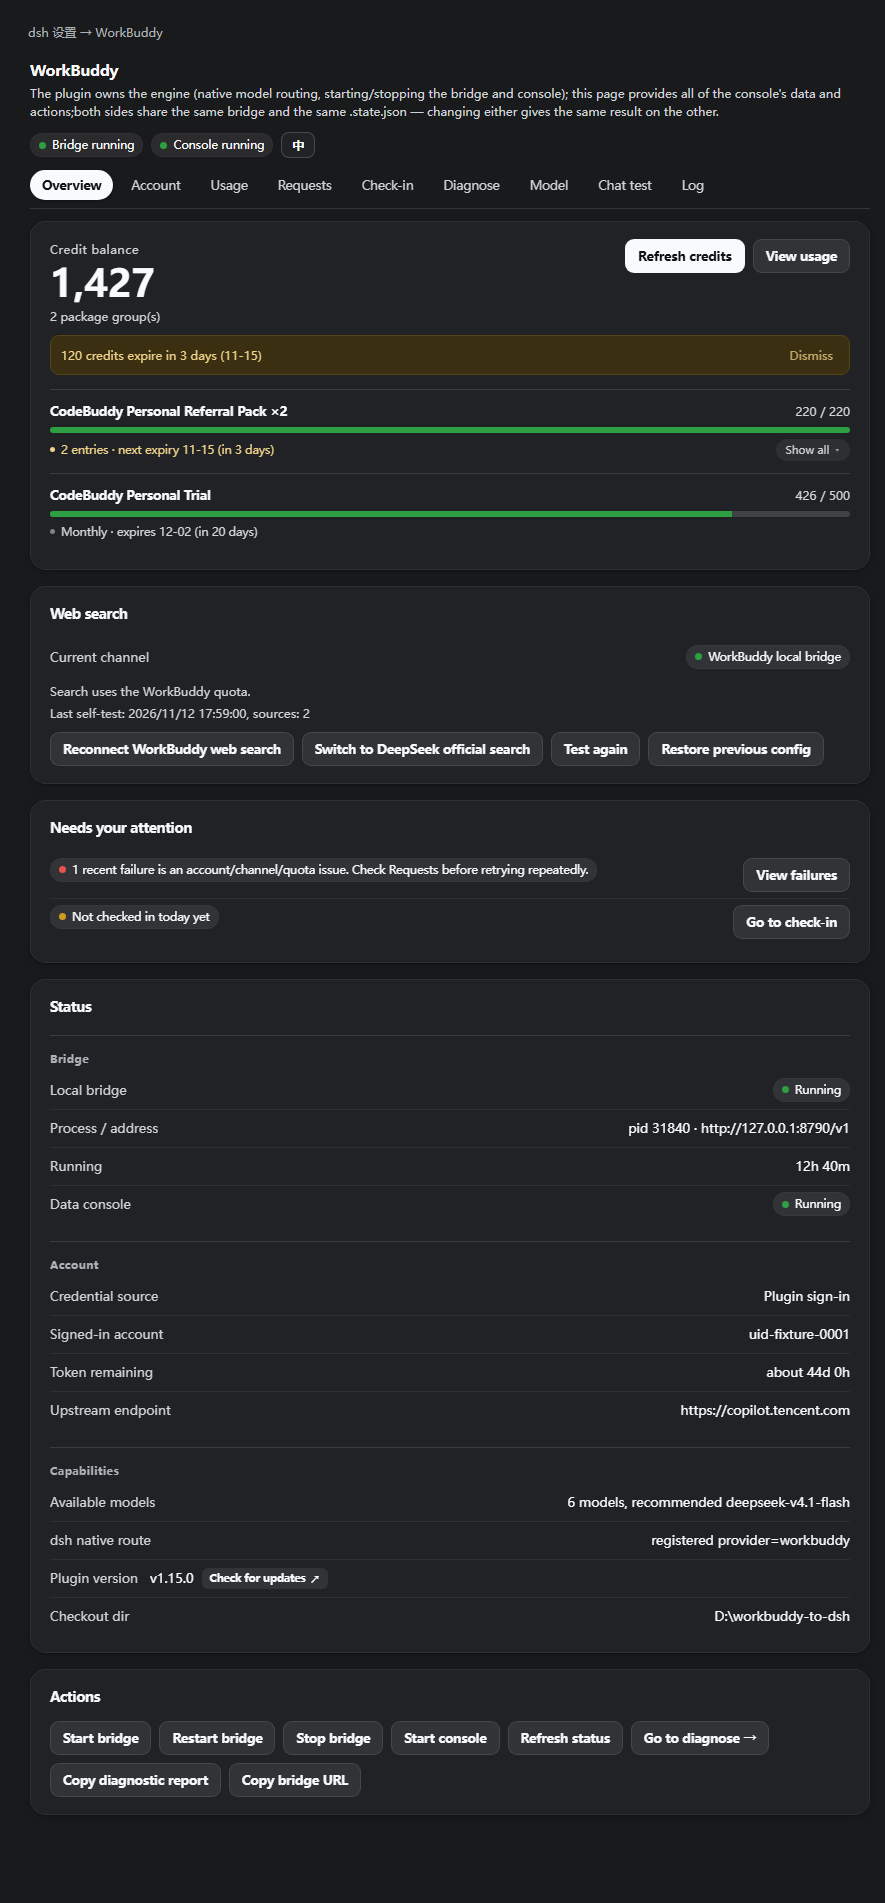 dsh 设置 → WorkBuddy
WorkBuddy
The plugin owns the engine (native model routing, starting/stopping the bridge and console); this page provides all of the console's data and
actions;both sides share the same bridge and the same .state.json — changing either gives the same result on the other.
Bridge running Console running 中
Overview Account Usage Requests Check-in Diagnose Model Chat test Log
Credit balance
1,427
2 package group(s)
Refresh credits View usage
120 credits expire in 3 days (11-15) Dismiss
CodeBuddy Personal Referral Pack ×2 220 / 220
2 entries · next expiry 11-15 (in 3 days) Show all
CodeBuddy Personal Trial 426 / 500
Monthly · expires 12-02 (in 20 days)
Web search
Current channel WorkBuddy local bridge
Search uses the WorkBuddy quota.
Last self-test: 2026/11/12 17:59:00, sources: 2
Reconnect WorkBuddy web search Switch to DeepSeek official search Test again Restore previous config
Needs your attention
1 recent failure is an account/channel/quota issue. Check Requests before retrying repeatedly. View failures
Not checked in today yet Go to check-in
Status
Bridge
Local bridge Running
Process / address pid 31840 · http://127.0.0.1:8790/v1
Running 12h 40m
Data console Running
Account
Credential source Plugin sign-in
Signed-in account uid-fixture-0001
Token remaining about 44d 0h
Upstream endpoint https://copilot.tencent.com
Capabilities
Available models 6 models, recommended deepseek-v4.1-flash
dsh native route registered provider=workbuddy
Plugin version v1.15.0 Check for updates ↗
Checkout dir D:\workbuddy-to-dsh
Actions
Start bridge Restart bridge Stop bridge Start console Refresh status Go to diagnose →
Copy diagnostic report Copy bridge URL